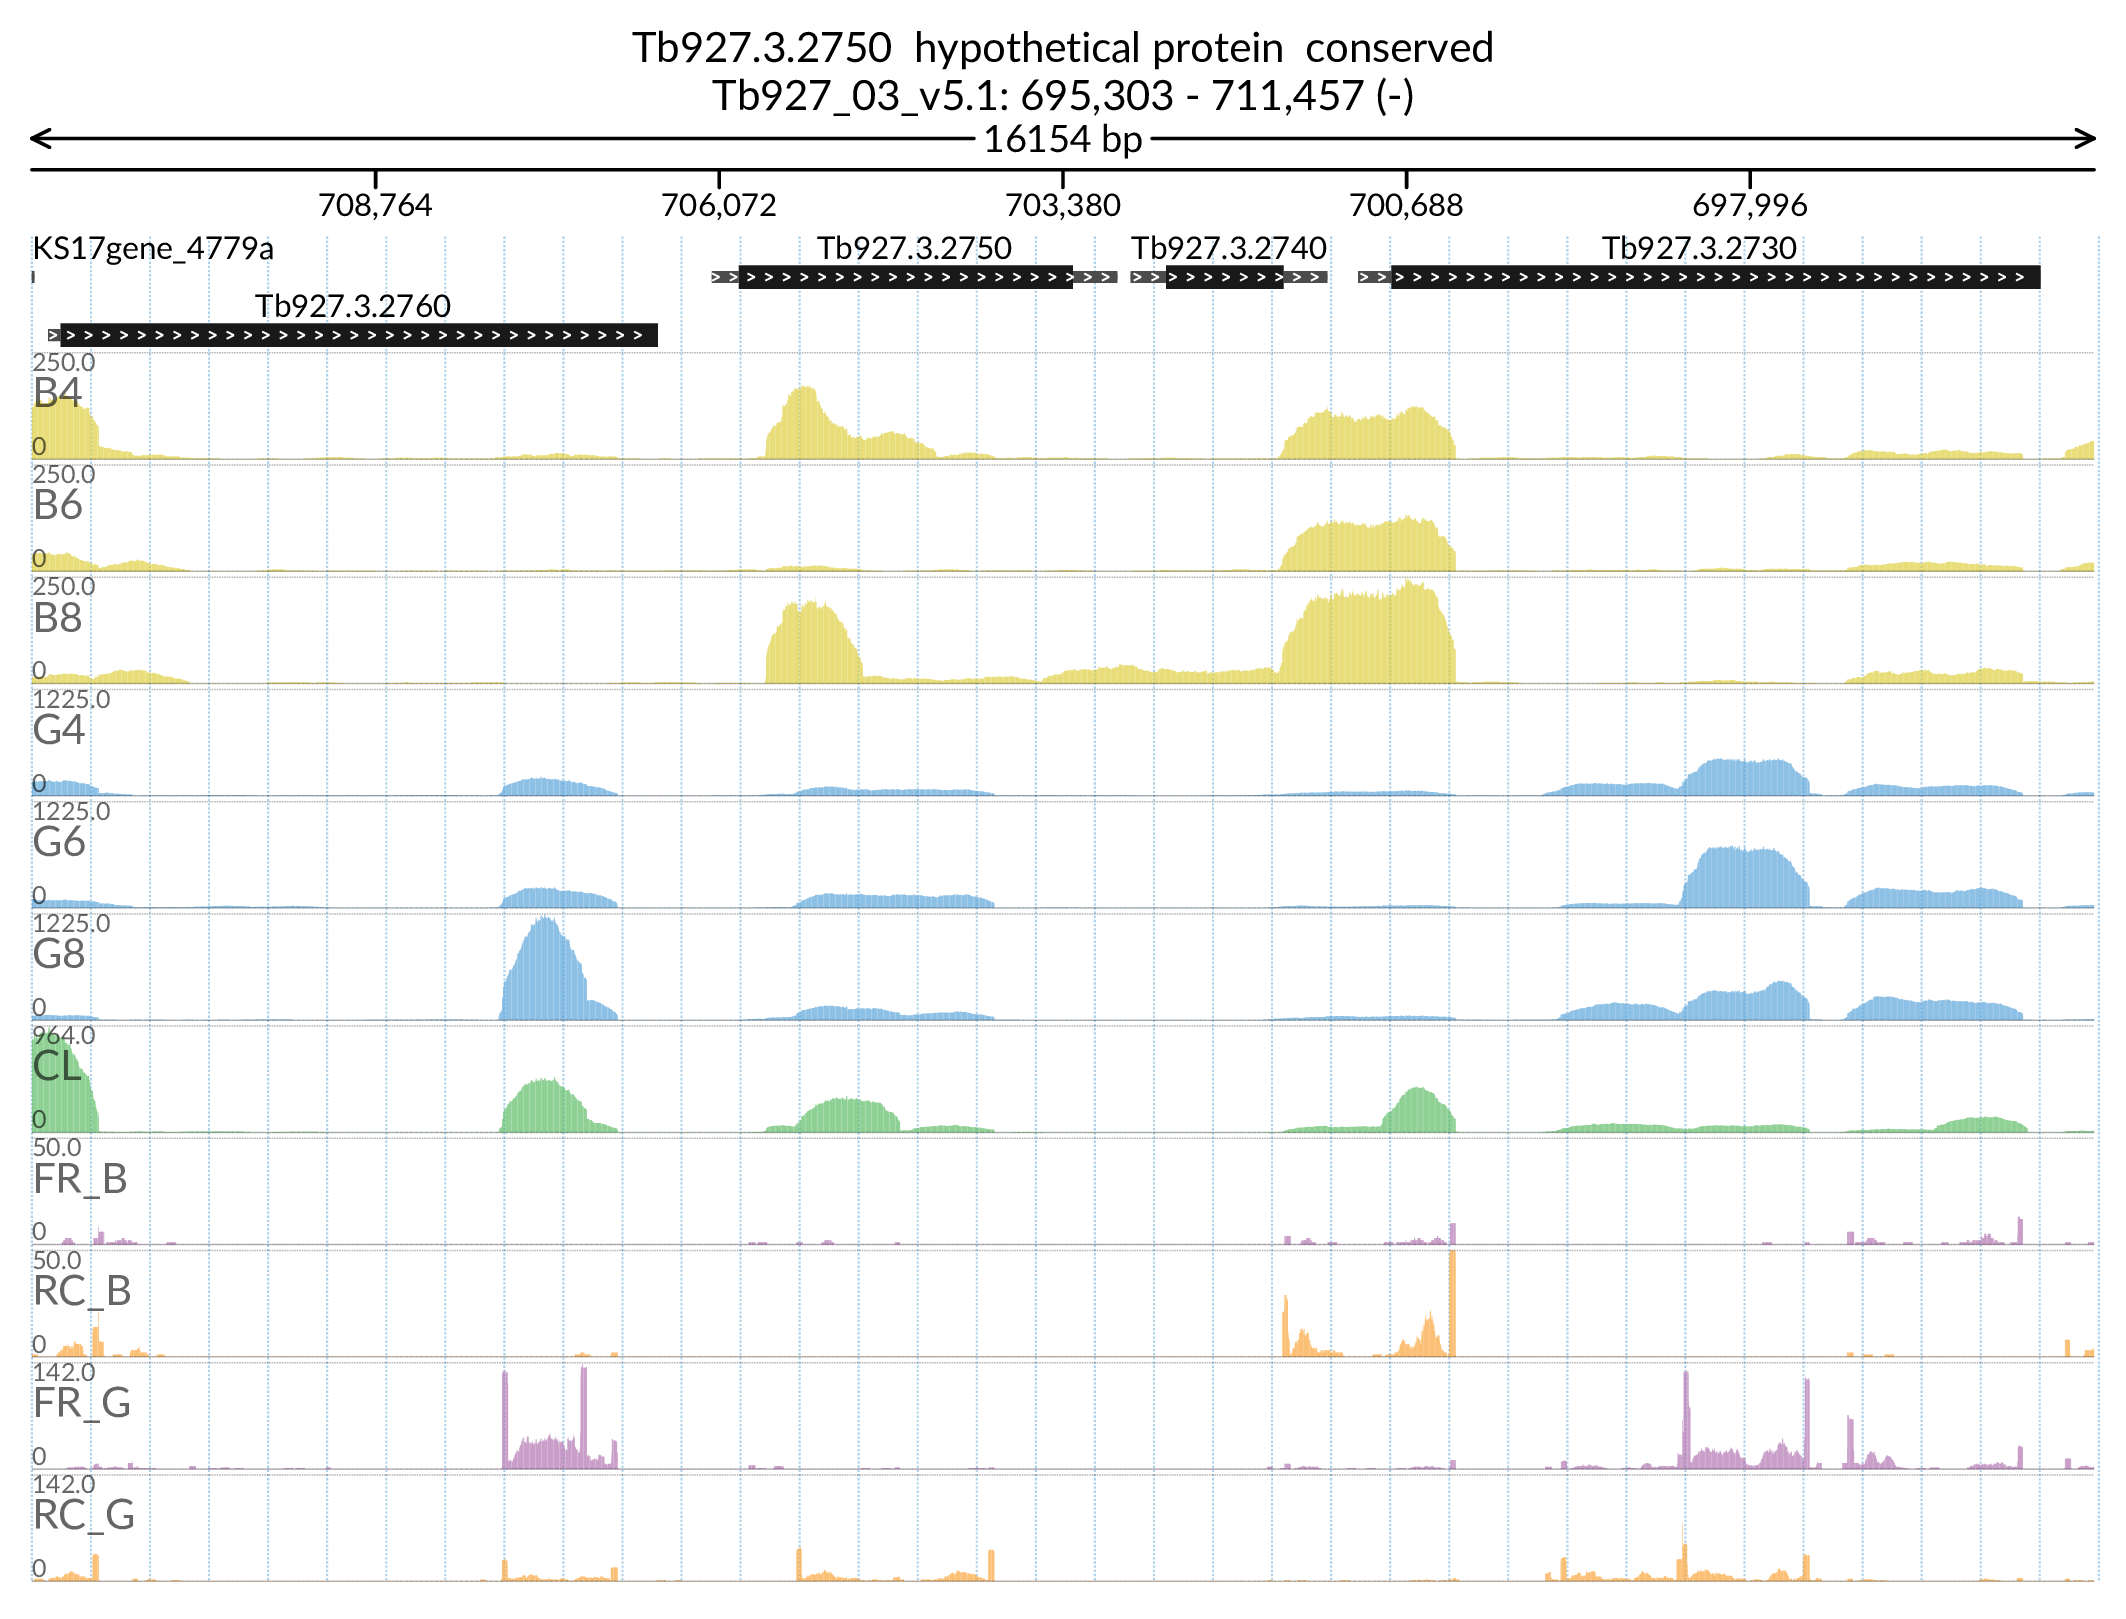 Tb927.3.2750  hypothetical protein  conserved
Tb927_03_v5.1: 695,303 - 711,457 (-)
16154 bp
708,764 706,072 703,380 700,688 697,996
KS17gene_4779a Tb927.3.2750 Tb927.3.2740 Tb927.3.2730
Tb927.3.2760
250.0
B4
0
250.0
B6
0
250.0
B8
0
1225.0
G4
0
1225.0
G6
0
1225.0
G8
0
964.0
CL
0
50.0
FR_B
0
50.0
RC_B
0
142.0
FR_G
0
142.0
RC_G
0